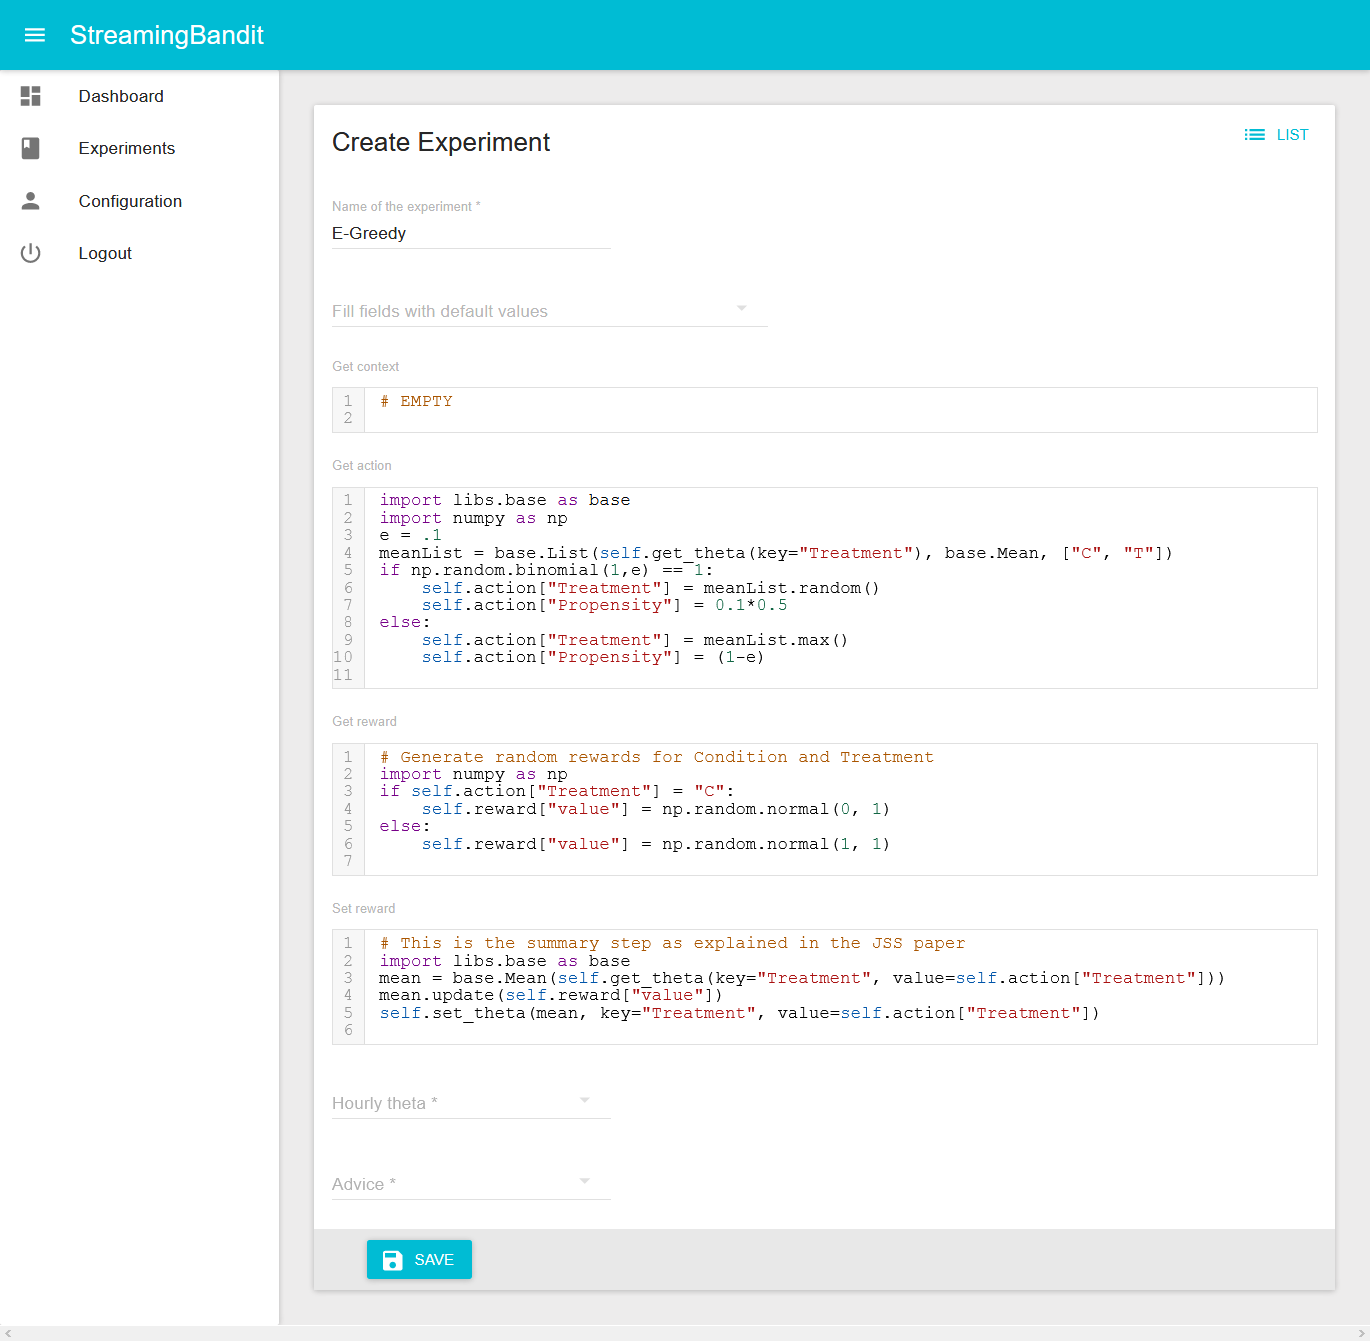 StreamingBandit
Dashboard
Experiments
Configuration
Logout
Create Experiment
LIST
Name of the experiment *
E-Greedy
Fill fields with default values
Get context
1 # EMPTY
2
Get action
1 import libs.base as base
2 import numpy as np
3 e = .1
4 meanList = base.List(self.get_theta(key="Treatment"), base.Mean, ["C", "T"])
5 if np.random.binomial(1,e) == 1:
6     self.action["Treatment"] = meanList.random()
7     self.action["Propensity"] = 0.1*0.5
8 else:
9     self.action["Treatment"] = meanList.max()
10     self.action["Propensity"] = (1-e)
11
Get reward
1 # Generate random rewards for Condition and Treatment
2 import numpy as np
3 if self.action["Treatment"] = "C":
4     self.reward["value"] = np.random.normal(0, 1)
5 else:
6     self.reward["value"] = np.random.normal(1, 1)
7
Set reward
1 # This is the summary step as explained in the JSS paper
2 import libs.base as base
3 mean = base.Mean(self.get_theta(key="Treatment", value=self.action["Treatment"]))
4 mean.update(self.reward["value"])
5 self.set_theta(mean, key="Treatment", value=self.action["Treatment"])
6
Hourly theta *
Advice *
SAVE